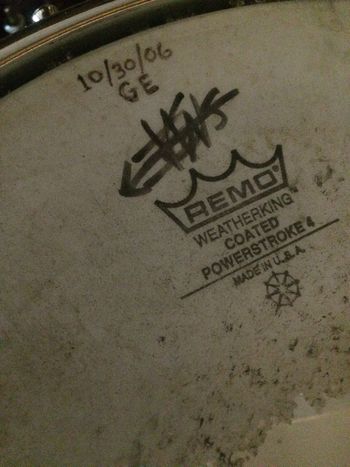 10/30/06
GE
REMO
WEATHERKING
COATED
POWERSTROKE 4
MADE IN U.S.A.